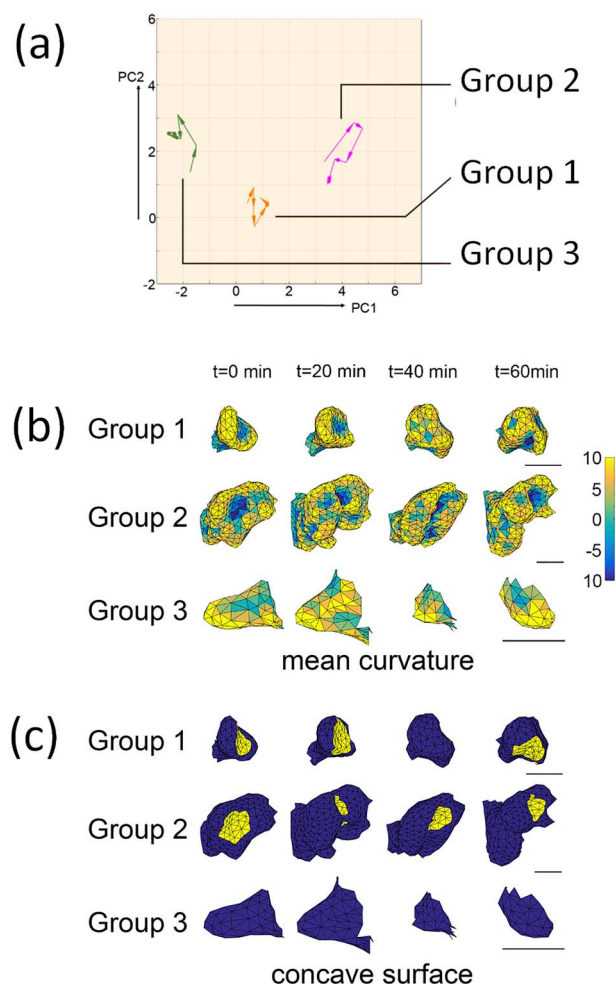 (a)
6
PC2
4
2
0
-2
-2 0 2 4 6
PC1
Group 2
Group 1
Group 3
t=0 min t=20 min t=40 min t=60min
(b)
Group 1
Group 2
Group 3
10
5
0
-5
10
mean curvature
(c)
Group 1
Group 2
Group 3
concave surface